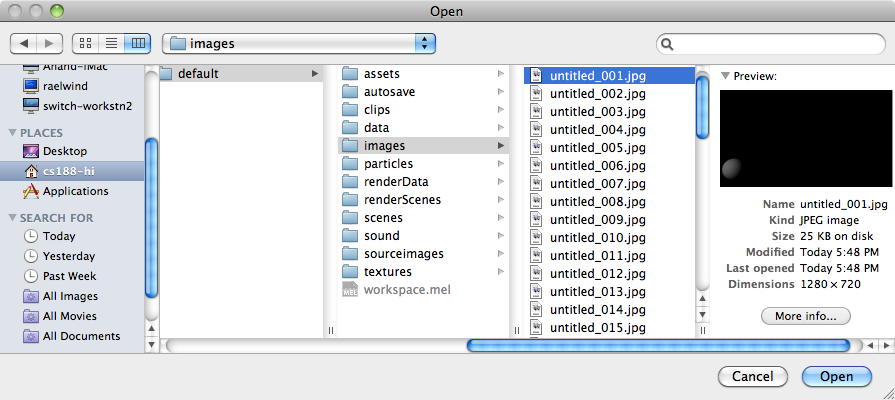 Open
images
Anand-iMac
raelwind
switch-workstn2
PLACES
Desktop
cs188-hi
Applications
SEARCH FOR
Today
Yesterday
Past Week
All Images
All Movies
All Documents
default
assets
autosave
clips
data
images
particles
renderData
renderScenes
scenes
sound
sourceimages
textures
MEL workspace.mel
untitled_001.jpg
untitled_002.jpg
untitled_003.jpg
untitled_004.jpg
untitled_005.jpg
untitled_006.jpg
untitled_007.jpg
untitled_008.jpg
untitled_009.jpg
untitled_010.jpg
untitled_011.jpg
untitled_012.jpg
untitled_013.jpg
untitled_014.jpg
untitled_015.jpg
Preview:
Name untitled_001.jpg
Kind JPEG image
Size 25 KB on disk
Modified Today 5:48 PM
Last opened Today 5:48 PM
Dimensions 1280 × 720
More info...
Cancel Open